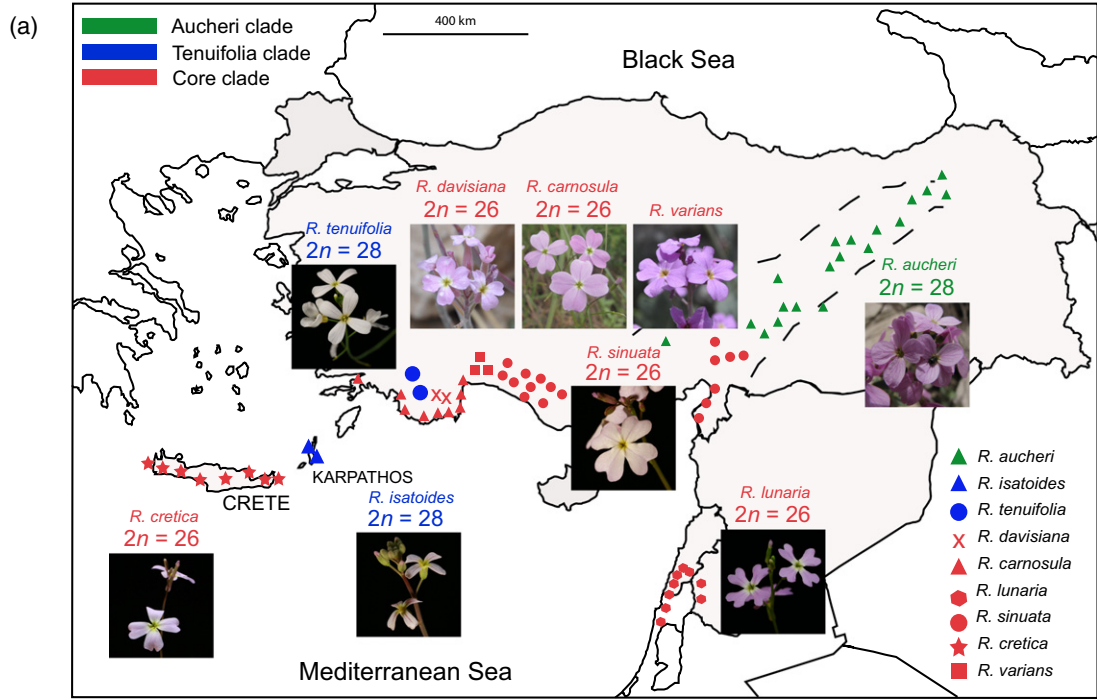 (a)
Aucheri clade
Tenuifolia clade
Core clade
400 km
Black Sea
R. davisiana
2n = 26
R. carnosula
2n = 26
R. varians
R. tenuifolia
2n = 28
R. aucheri
2n = 28
R. sinuata
2n = 26
KARPATHOS
CRETE
R. cretica
2n = 26
R. isatoides
2n = 28
R. lunaria
2n = 26
Mediterranean Sea
R. aucheri
R. isatoides
R. tenuifolia
x R. davisiana
R. carnosula
R. lunaria
R. sinuata
R. cretica
R. varians